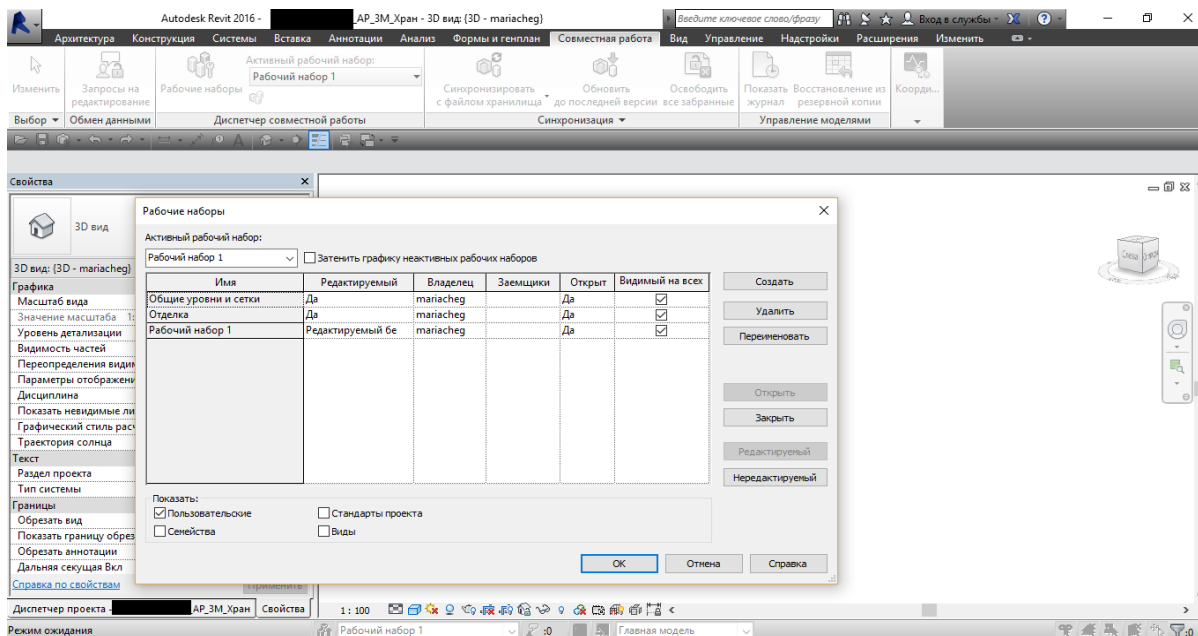 Autodesk Revit 2016 - _АР_3М_Хран - 3D вид: {3D - mariacheg} Введите ключевое слово/фразу Вход в службы
Архитектура Конструкция Системы Вставка Аннотации Анализ Формы и генплан Совместная работа Вид Управление Надстройки Расширения Изменить
Активный рабочий набор:
Рабочий набор 1
Изменить Запросы на Рабочие наборы Синхронизировать Обновить Освободить Показать Восстановление из Коорди...
редактирование с файлом хранилища до последней версии все забранные журнал резервной копии
Выбор Обмен данными Диспетчер совместной работы Синхронизация Управление моделями
Свойства
3D вид
3D вид: {3D - mariacheg}
Графика
Масштаб вида
Значение масштаба 1:
Уровень детализации
Видимость частей
Переопределения видим
Параметры отображени
Дисциплина
Показать невидимые ли
Графический стиль расч
Траектория солнца
Текст
Раздел проекта
Тип системы
Границы
Обрезать вид
Показать границу обрез
Обрезать аннотации
Дальняя секущая Вкл
Справка по свойствам Применить
Рабочие наборы
Активный рабочий набор:
Рабочий набор 1 Затенить графику неактивных рабочих наборов
Имя Редактируемый Владелец Заемщики Открыт Видимый на всех
Общие уровни и сетки Да mariacheg Да
Отделка Да mariacheg Да
Рабочий набор 1 Редактируемый бе mariacheg Да
Создать
Удалить
Переименовать
Открыть
Закрыть
Редактируемый
Нередактируемый
Показать:
Пользовательские Стандарты проекта
Семейства Виды
ОК Отмена Справка
Слева
Диспетчер проекта - АР_3М_Хран Свойства 1 : 100
Режим ожидания Рабочий набор 1 :0 Главная модель :0